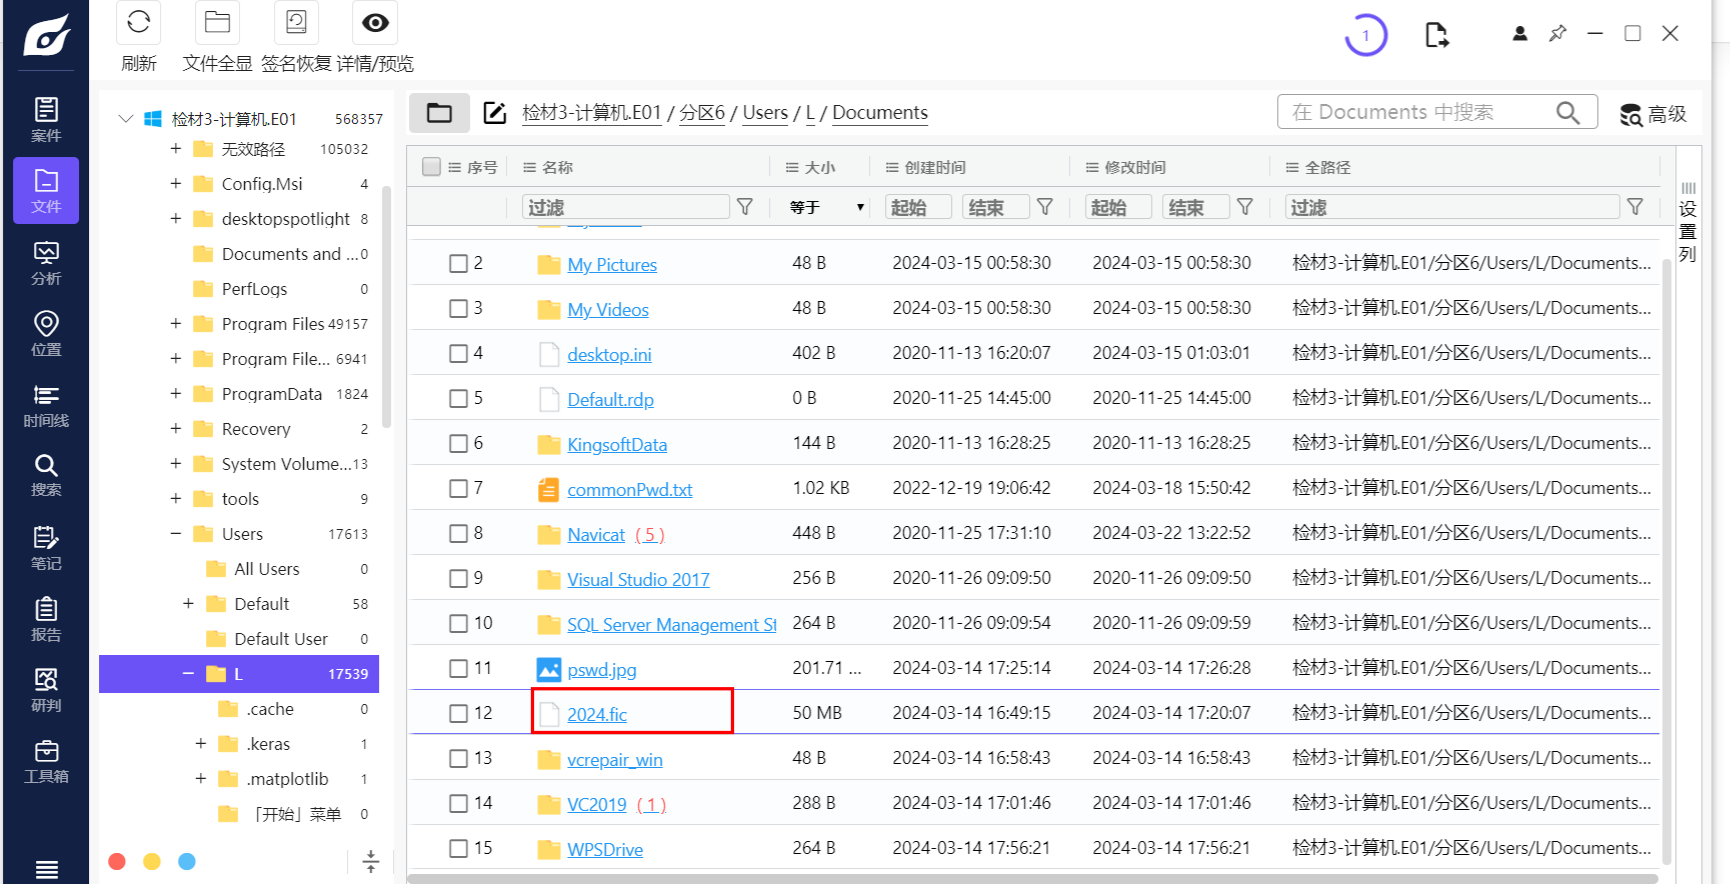 刷新 文件全显 签名恢复 详情/预览
1
案件
文件
分析
位置
时间线
搜索
笔记
报告
研判
工具箱
检材3-计算机.E01 568357
无效路径 105032
Config.Msi 4
desktopspotlight 8
Documents and ... 0
PerfLogs 0
Program Files 49157
Program File... 6941
ProgramData 1824
Recovery 2
System Volume... 13
tools 9
Users 17613
All Users 0
Default 58
Default User 0
L 17539
.cache 0
.keras 1
.matplotlib 1
「开始」菜单 0
检材3-计算机.E01 / 分区6 / Users / L / Documents
在 Documents 中搜索
高级
序号 名称 大小 创建时间 修改时间 全路径
过滤 等于 起始 结束 起始 结束 过滤
设置列
2 My Pictures 48 B 2024-03-15 00:58:30 2024-03-15 00:58:30 检材3-计算机.E01/分区6/Users/L/Documents...
3 My Videos 48 B 2024-03-15 00:58:30 2024-03-15 00:58:30 检材3-计算机.E01/分区6/Users/L/Documents...
4 desktop.ini 402 B 2020-11-13 16:20:07 2024-03-15 01:03:01 检材3-计算机.E01/分区6/Users/L/Documents...
5 Default.rdp 0 B 2020-11-25 14:45:00 2020-11-25 14:45:00 检材3-计算机.E01/分区6/Users/L/Documents...
6 KingsoftData 144 B 2020-11-13 16:28:25 2020-11-13 16:28:25 检材3-计算机.E01/分区6/Users/L/Documents...
7 commonPwd.txt 1.02 KB 2022-12-19 19:06:42 2024-03-18 15:50:42 检材3-计算机.E01/分区6/Users/L/Documents...
8 Navicat ( 5 ) 448 B 2020-11-25 17:31:10 2024-03-22 13:22:52 检材3-计算机.E01/分区6/Users/L/Documents...
9 Visual Studio 2017 256 B 2020-11-26 09:09:50 2020-11-26 09:09:50 检材3-计算机.E01/分区6/Users/L/Documents...
10 SQL Server Management St 264 B 2020-11-26 09:09:54 2020-11-26 09:09:59 检材3-计算机.E01/分区6/Users/L/Documents...
11 pswd.jpg 201.71 ... 2024-03-14 17:25:14 2024-03-14 17:26:28 检材3-计算机.E01/分区6/Users/L/Documents...
12 2024.fic 50 MB 2024-03-14 16:49:15 2024-03-14 17:20:07 检材3-计算机.E01/分区6/Users/L/Documents...
13 vcrepair_win 48 B 2024-03-14 16:58:43 2024-03-14 16:58:43 检材3-计算机.E01/分区6/Users/L/Documents...
14 VC2019 ( 1 ) 288 B 2024-03-14 17:01:46 2024-03-14 17:01:46 检材3-计算机.E01/分区6/Users/L/Documents...
15 WPSDrive 264 B 2024-03-14 17:56:21 2024-03-14 17:56:21 检材3-计算机.E01/分区6/Users/L/Documents...